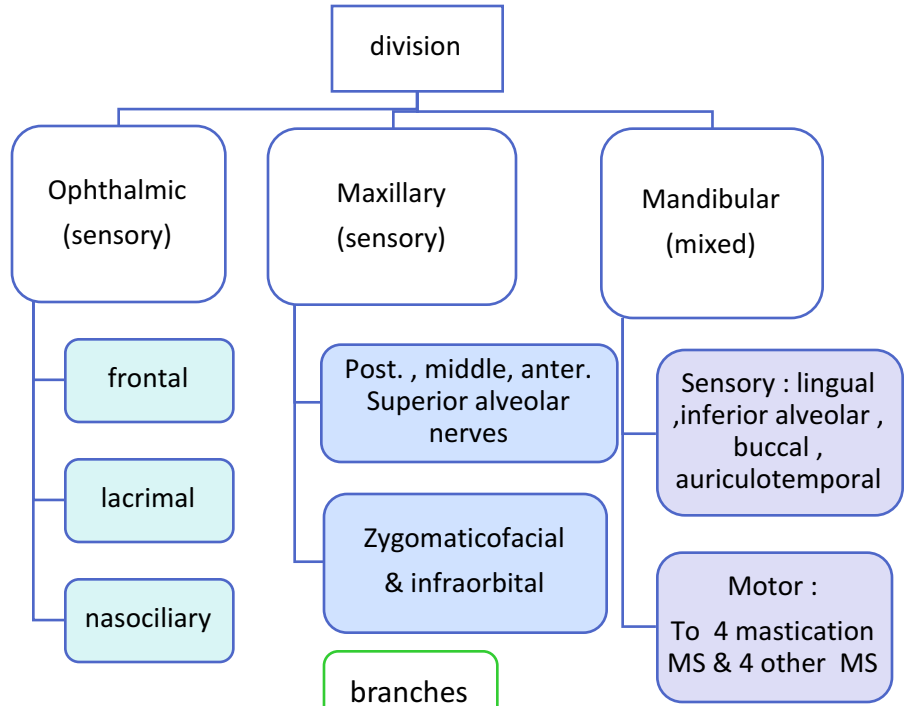 division
Ophthalmic
(sensory)
frontal
lacrimal
nasociliary
Maxillary
(sensory)
Post. , middle, anter.
Superior alveolar
nerves
Zygomaticofacial
& infraorbital
Mandibular
(mixed)
Sensory : lingual
,inferior alveolar ,
buccal ,
auriculotemporal
Motor :
To 4 mastication
MS & 4 other MS
branches